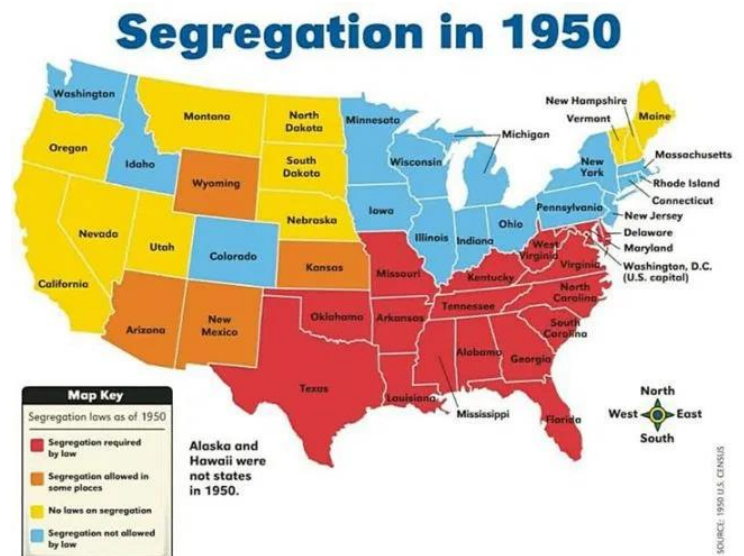 Segregation in 1950
Washington
Montana
North
Dakota
Minnesota
Michigan
New Hampshire
Vermont
Maine
Oregon
Idaho
Wyoming
South
Dakota
Wisconsin
New
York
Massachusetts
Rhode Island
Connecticut
New Jersey
Delaware
Maryland
Washington, D.C.
(U.S. capital)
Nevada
Utah
Colorado
Nebraska
Iowa
Illinois
Indiana
Ohio
Pennsylvania
California
Kansas
Missouri
West
Virginia
Virginia
Kentucky
Arizona
New
Mexico
Oklahoma
Arkansas
Tennessee
North
Carolina
South
Carolina
Texas
Louisiana
Mississippi
Alabama
Georgia
Florida
Map Key
Segregation laws as of 1950
Segregation required
by law
Segregation allowed in
some places
No laws on segregation
Segregation not allowed
by law
Alaska and
Hawaii were
not states
in 1950.
North
West East
South
SOURCE: 1950 U.S. CENSUS